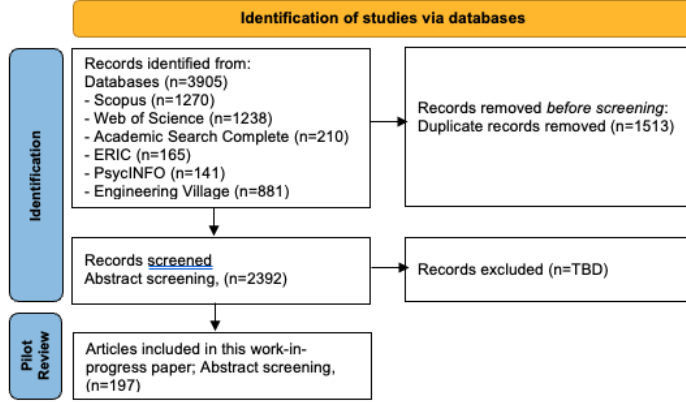 Identification of studies via databases
Identification
Records identified from:
Databases (n=3905)
- Scopus (n=1270)
- Web of Science (n=1238)
- Academic Search Complete (n=210)
- ERIC (n=165)
- PsycINFO (n=141)
- Engineering Village (n=881)
Records removed before screening:
Duplicate records removed (n=1513)
Records screened
Abstract screening, (n=2392)
Records excluded (n=TBD)
Pilot
Review
Articles included in this work-in-
progress paper; Abstract screening,
(n=197)